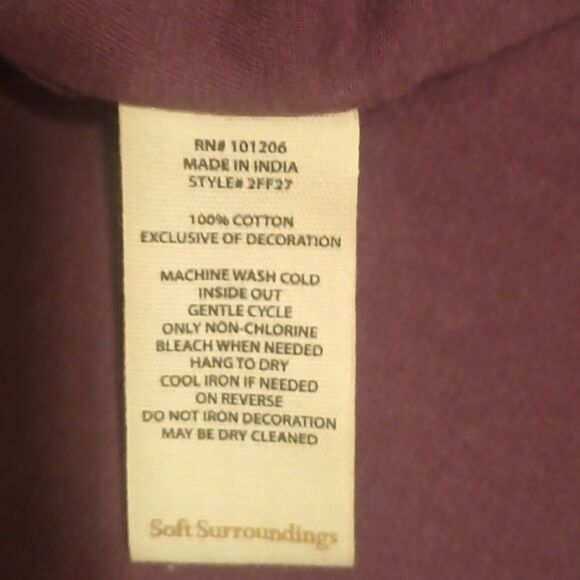 RN# 101206
MADE IN INDIA
STYLE# 2FF27
100% COTTON
EXCLUSIVE OF DECORATION
MACHINE WASH COLD
INSIDE OUT
GENTLE CYCLE
ONLY NON-CHLORINE
BLEACH WHEN NEEDED
HANG TO DRY
COOL IRON IF NEEDED
ON REVERSE
DO NOT IRON DECORATION
MAY BE DRY CLEANED
Soft Surroundings